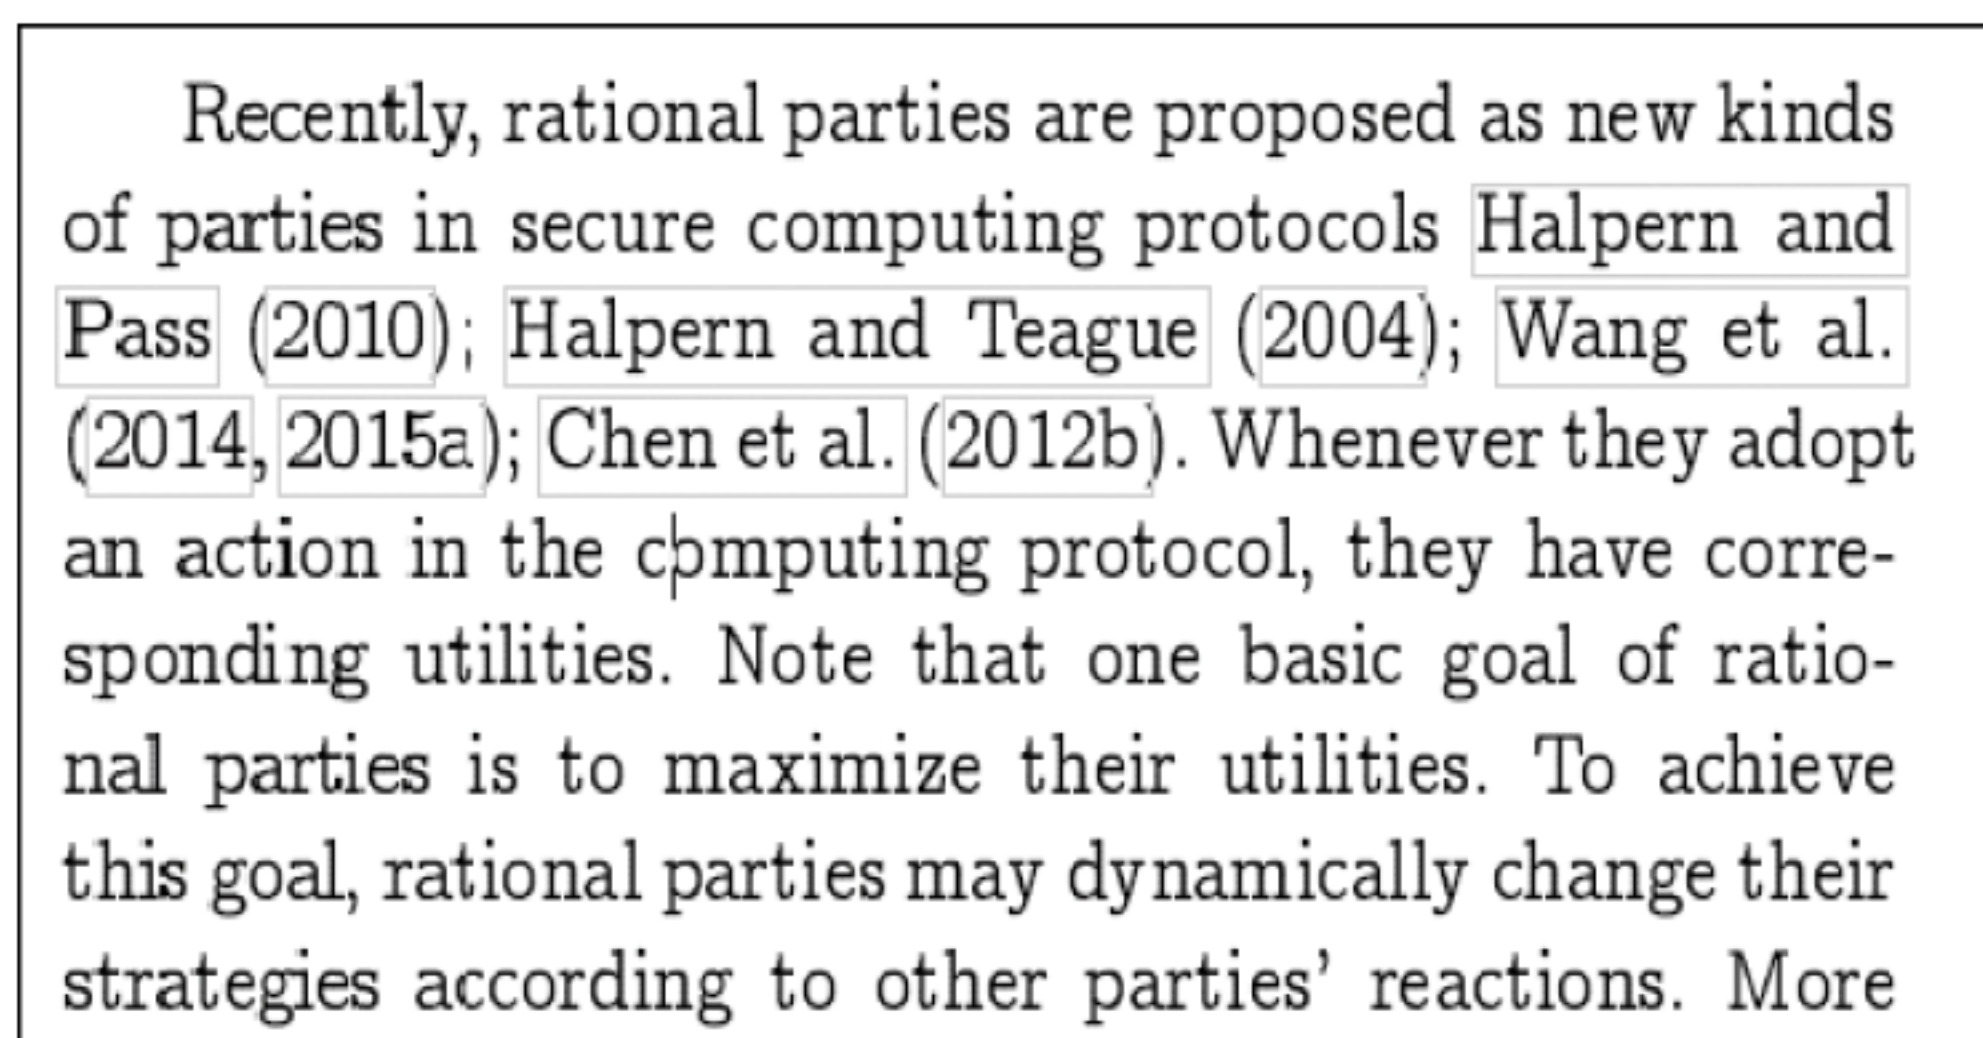 Recently, rational parties are proposed as new kinds
of parties in secure computing protocols Halpern and
Pass (2010); Halpern and Teague (2004); Wang et al.
(2014, 2015a); Chen et al. (2012b). Whenever they adopt
an action in the computing protocol, they have corre-
sponding utilities. Note that one basic goal of ratio-
nal parties is to maximize their utilities. To achieve
this goal, rational parties may dynamically change their
strategies according to other parties' reactions. More